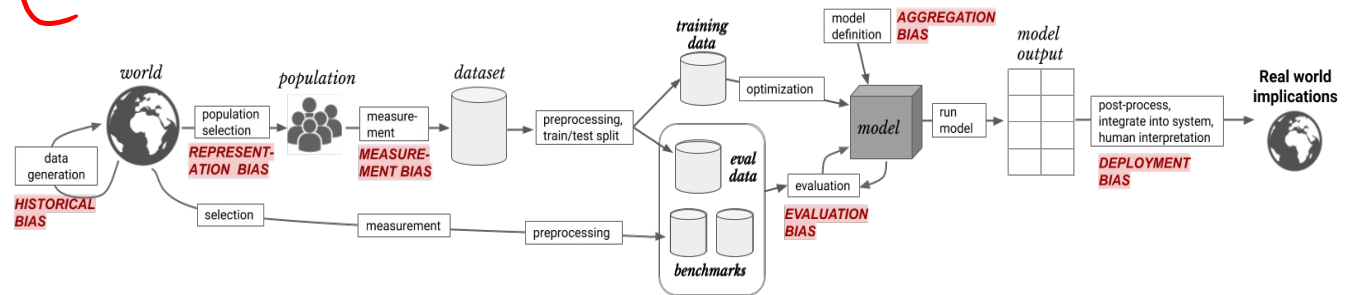 world
data
generation
HISTORICAL
BIAS
population
selection
REPRESENT-
ATION BIAS
population
measure-
ment
MEASURE-
MENT BIAS
dataset
preprocessing,
train/test split
selection
measurement
preprocessing
training
data
optimization
eval
data
benchmarks
model
definition
AGGREGATION
BIAS
model
evaluation
EVALUATION
BIAS
run
model
model
output
post-process,
integrate into system,
human interpretation
DEPLOYMENT
BIAS
Real world
implications